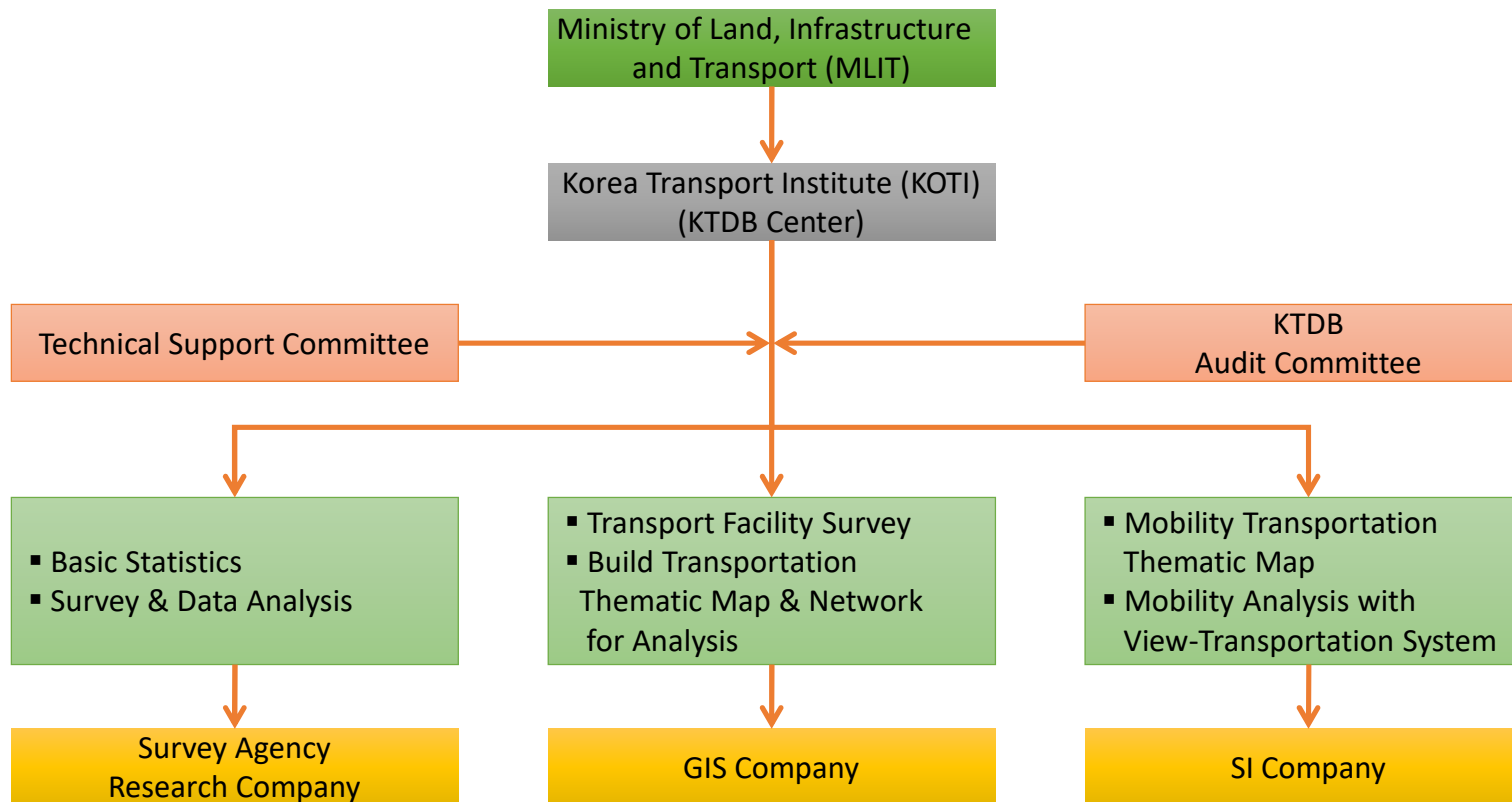 Ministry of Land, Infrastructure
and Transport (MLIT)
Korea Transport Institute (KOTI)
(KTDB Center)
Technical Support Committee
KTDB
Audit Committee
▪ Basic Statistics
▪ Survey & Data Analysis
▪ Transport Facility Survey
▪ Build Transportation
Thematic Map & Network
for Analysis
▪ Mobility Transportation
Thematic Map
▪ Mobility Analysis with
View-Transportation System
Survey Agency
Research Company
GIS Company
SI Company